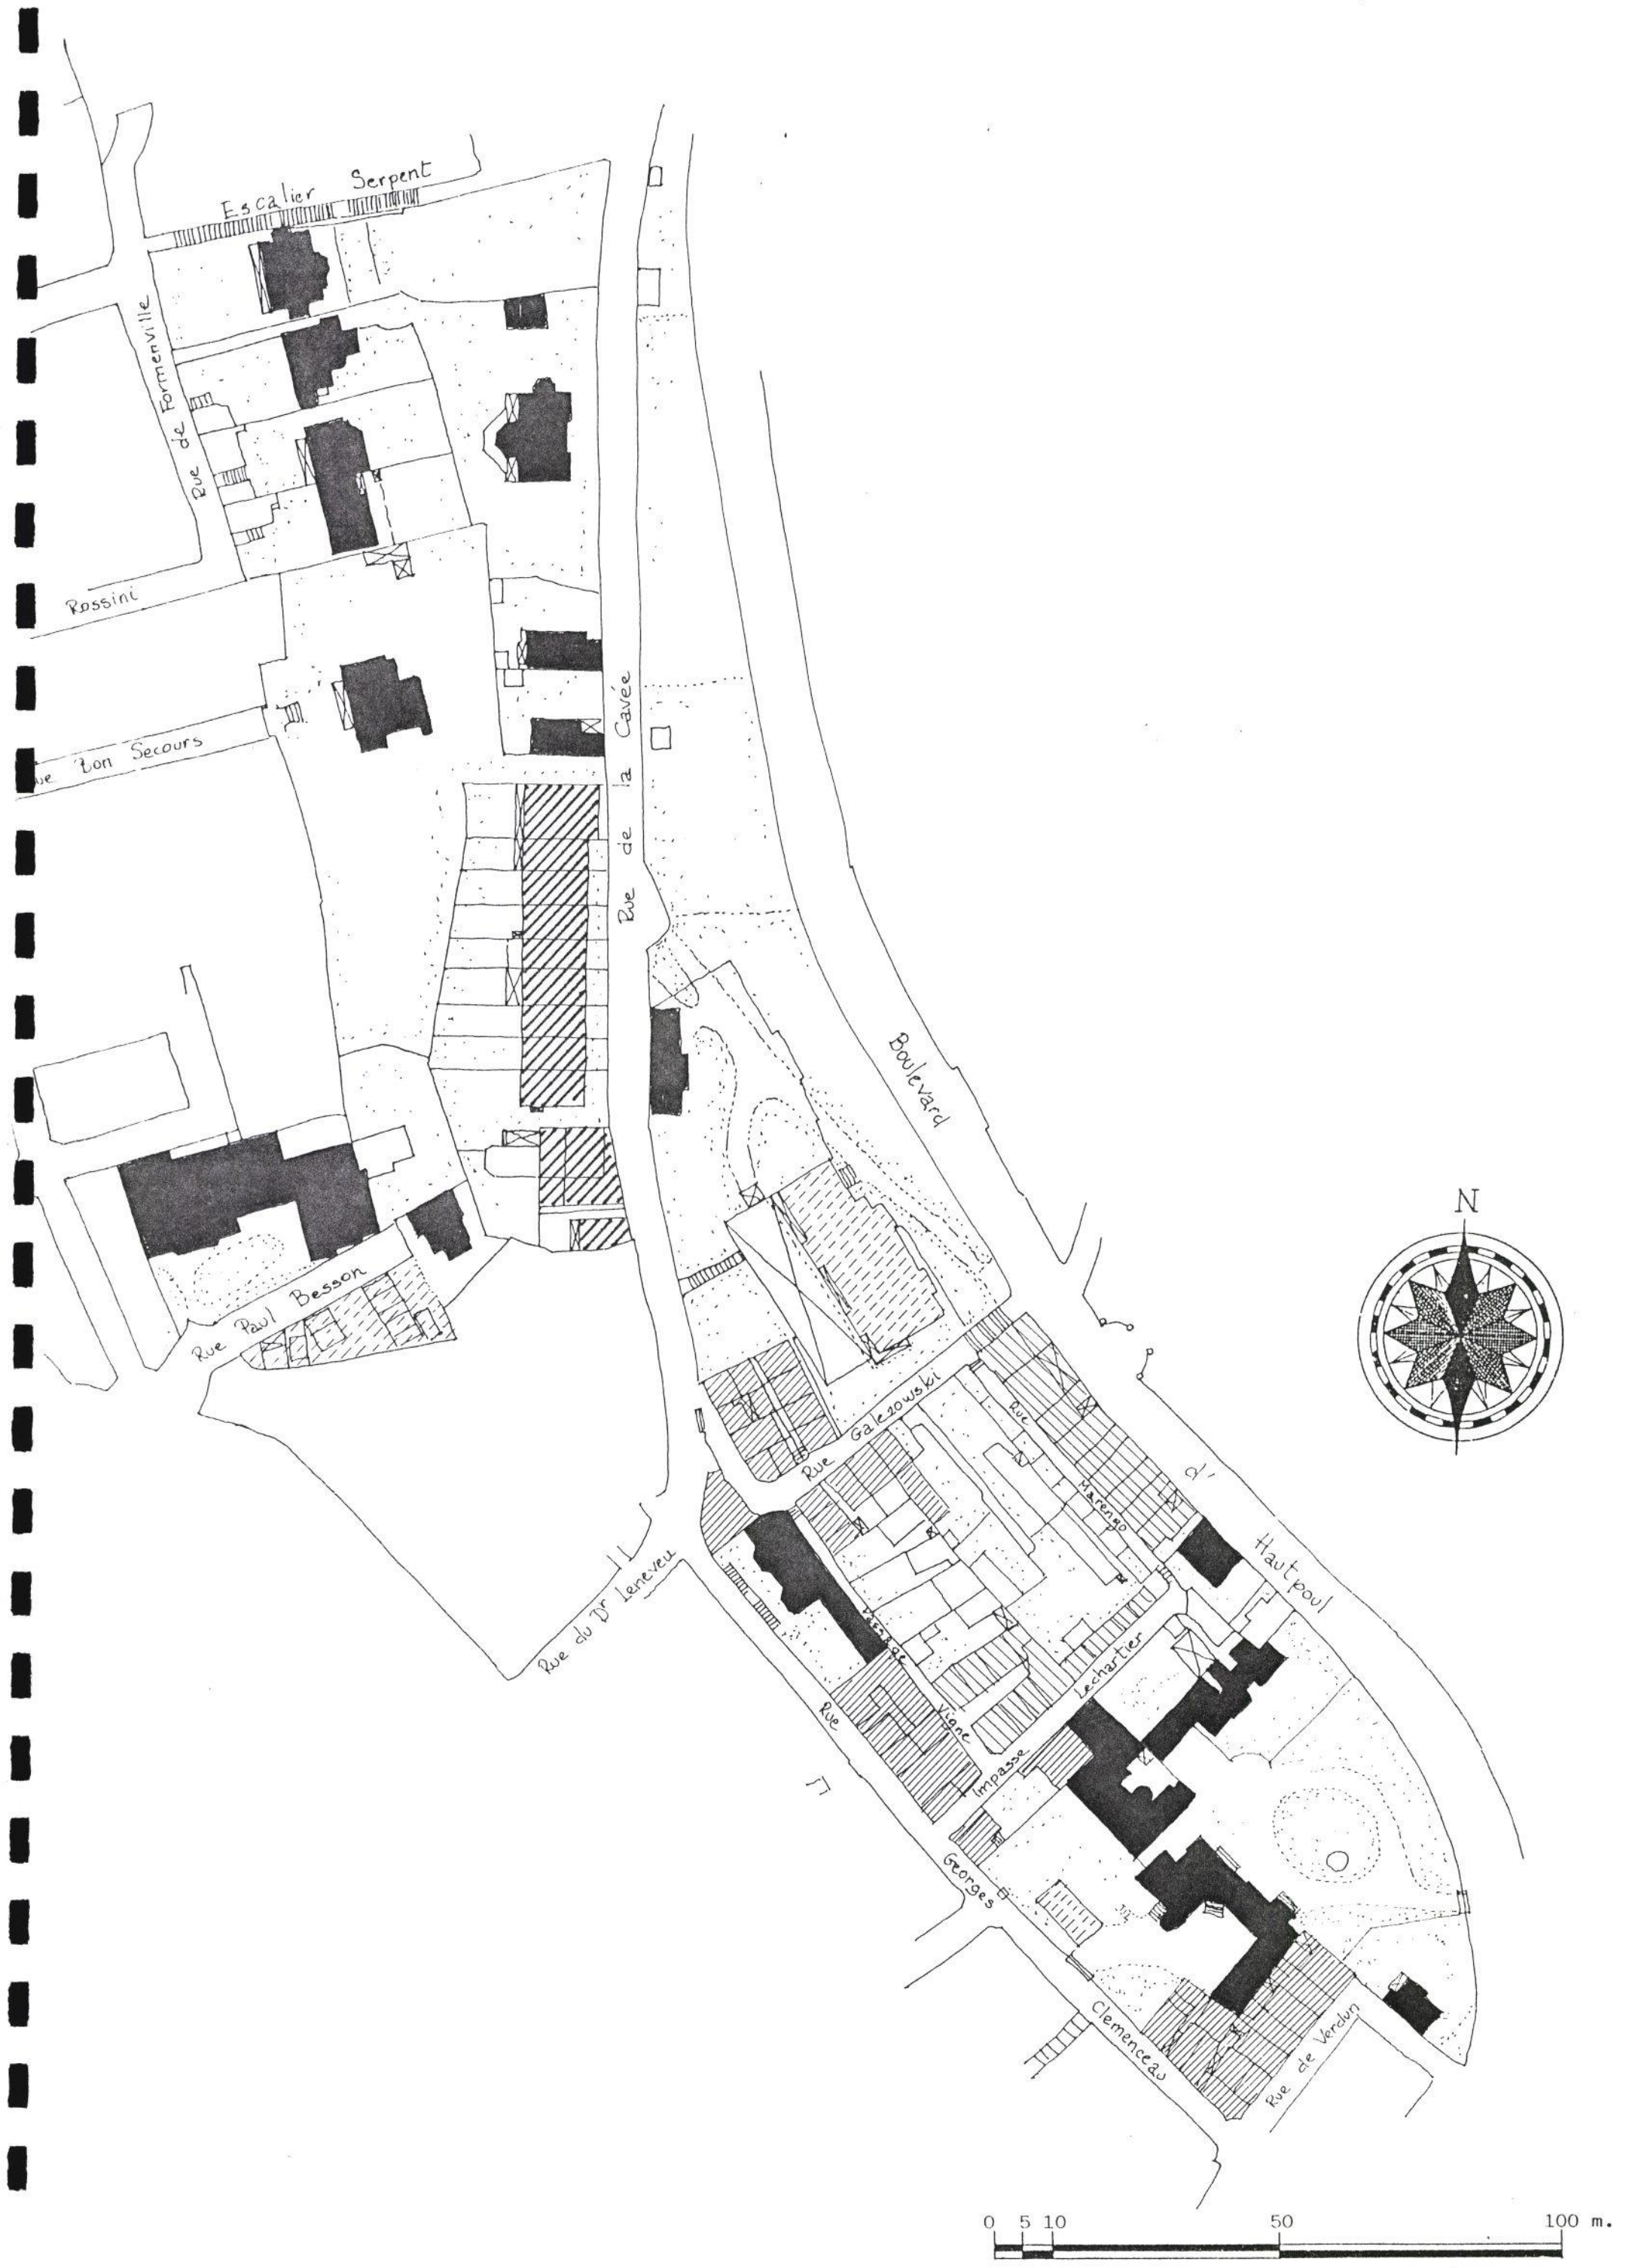 Escalier Serpent
Rue de Formenville
Rossini
Rue Bon Secours
Rue de la Cavée
Boulevard
N
Rue Paul Besson
Rue Galezowski
Rue
Marengo
d'
Hautpoul
Rue du Dr Leneveu
Passage
Vigne
Lechartier
Impasse
Rue
Georges
Clemenceau
Rue de Verdun
0 5 10 50 100 m.